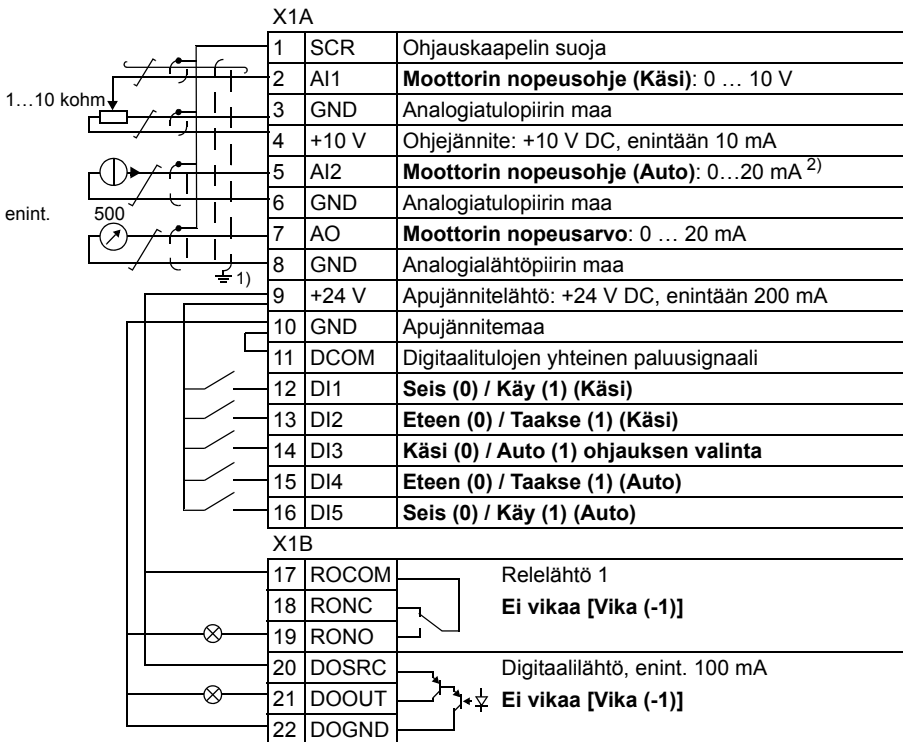 X1A
1 SCR Ohjauskaapelin suoja
2 AI1 Moottorin nopeusohje (Käsi): 0 … 10 V
1…10 kohm
3 GND Analogiatulopiirin maa
4 +10 V Ohjejännite: +10 V DC, enintään 10 mA
5 AI2 Moottorin nopeusohje (Auto): 0…20 mA 2)
6 GND Analogiatulopiirin maa
enint. 500
7 AO Moottorin nopeusarvo: 0 … 20 mA
8 GND Analogialähtöpiirin maa
1)
9 +24 V Apujännitelähtö: +24 V DC, enintään 200 mA
10 GND Apujännitemaa
11 DCOM Digitaalitulojen yhteinen paluusignaali
12 DI1 Seis (0) / Käy (1) (Käsi)
13 DI2 Eteen (0) / Taakse (1) (Käsi)
14 DI3 Käsi (0) / Auto (1) ohjauksen valinta
15 DI4 Eteen (0) / Taakse (1) (Auto)
16 DI5 Seis (0) / Käy (1) (Auto)
X1B
17 ROCOM Relelähtö 1
18 RONC Ei vikaa [Vika (-1)]
19 RONO
20 DOSRC Digitaalilähtö, enint. 100 mA
21 DOOUT Ei vikaa [Vika (-1)]
22 DOGND